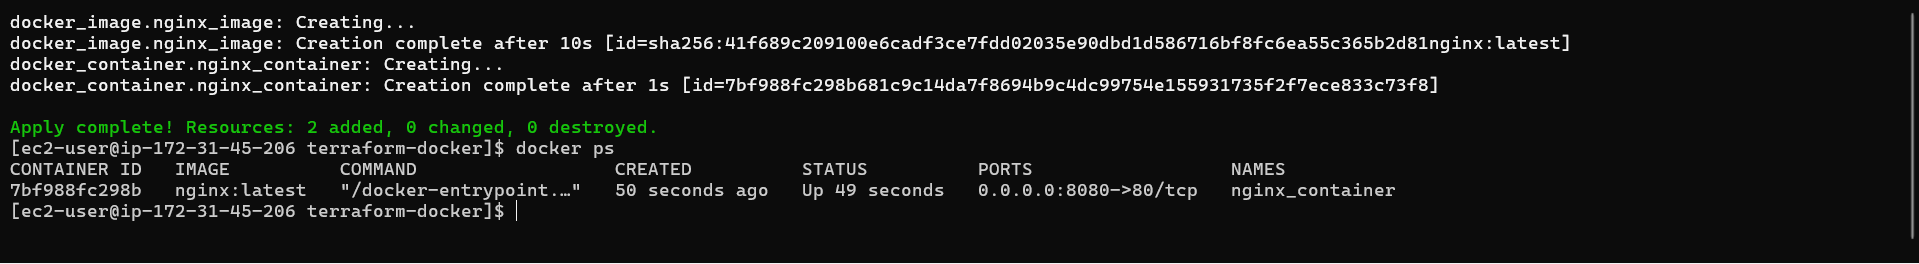 docker_image.nginx_image: Creating...
docker_image.nginx_image: Creation complete after 10s [id=sha256:41f689c209100e6cadf3ce7fdd02035e90dbd1d586716bf8fc6ea55c365b2d81nginx:latest]
docker_container.nginx_container: Creating...
docker_container.nginx_container: Creation complete after 1s [id=7bf988fc298b681c9c14da7f8694b9c4dc99754e155931735f2f7ece833c73f8]
Apply complete! Resources: 2 added, 0 changed, 0 destroyed.
[ec2-user@ip-172-31-45-206 terraform-docker]$ docker ps
CONTAINER ID   IMAGE          COMMAND                  CREATED          STATUS          PORTS                  NAMES
7bf988fc298b   nginx:latest   "/docker-entrypoint.…"   50 seconds ago   Up 49 seconds   0.0.0.0:8080->80/tcp   nginx_container
[ec2-user@ip-172-31-45-206 terraform-docker]$